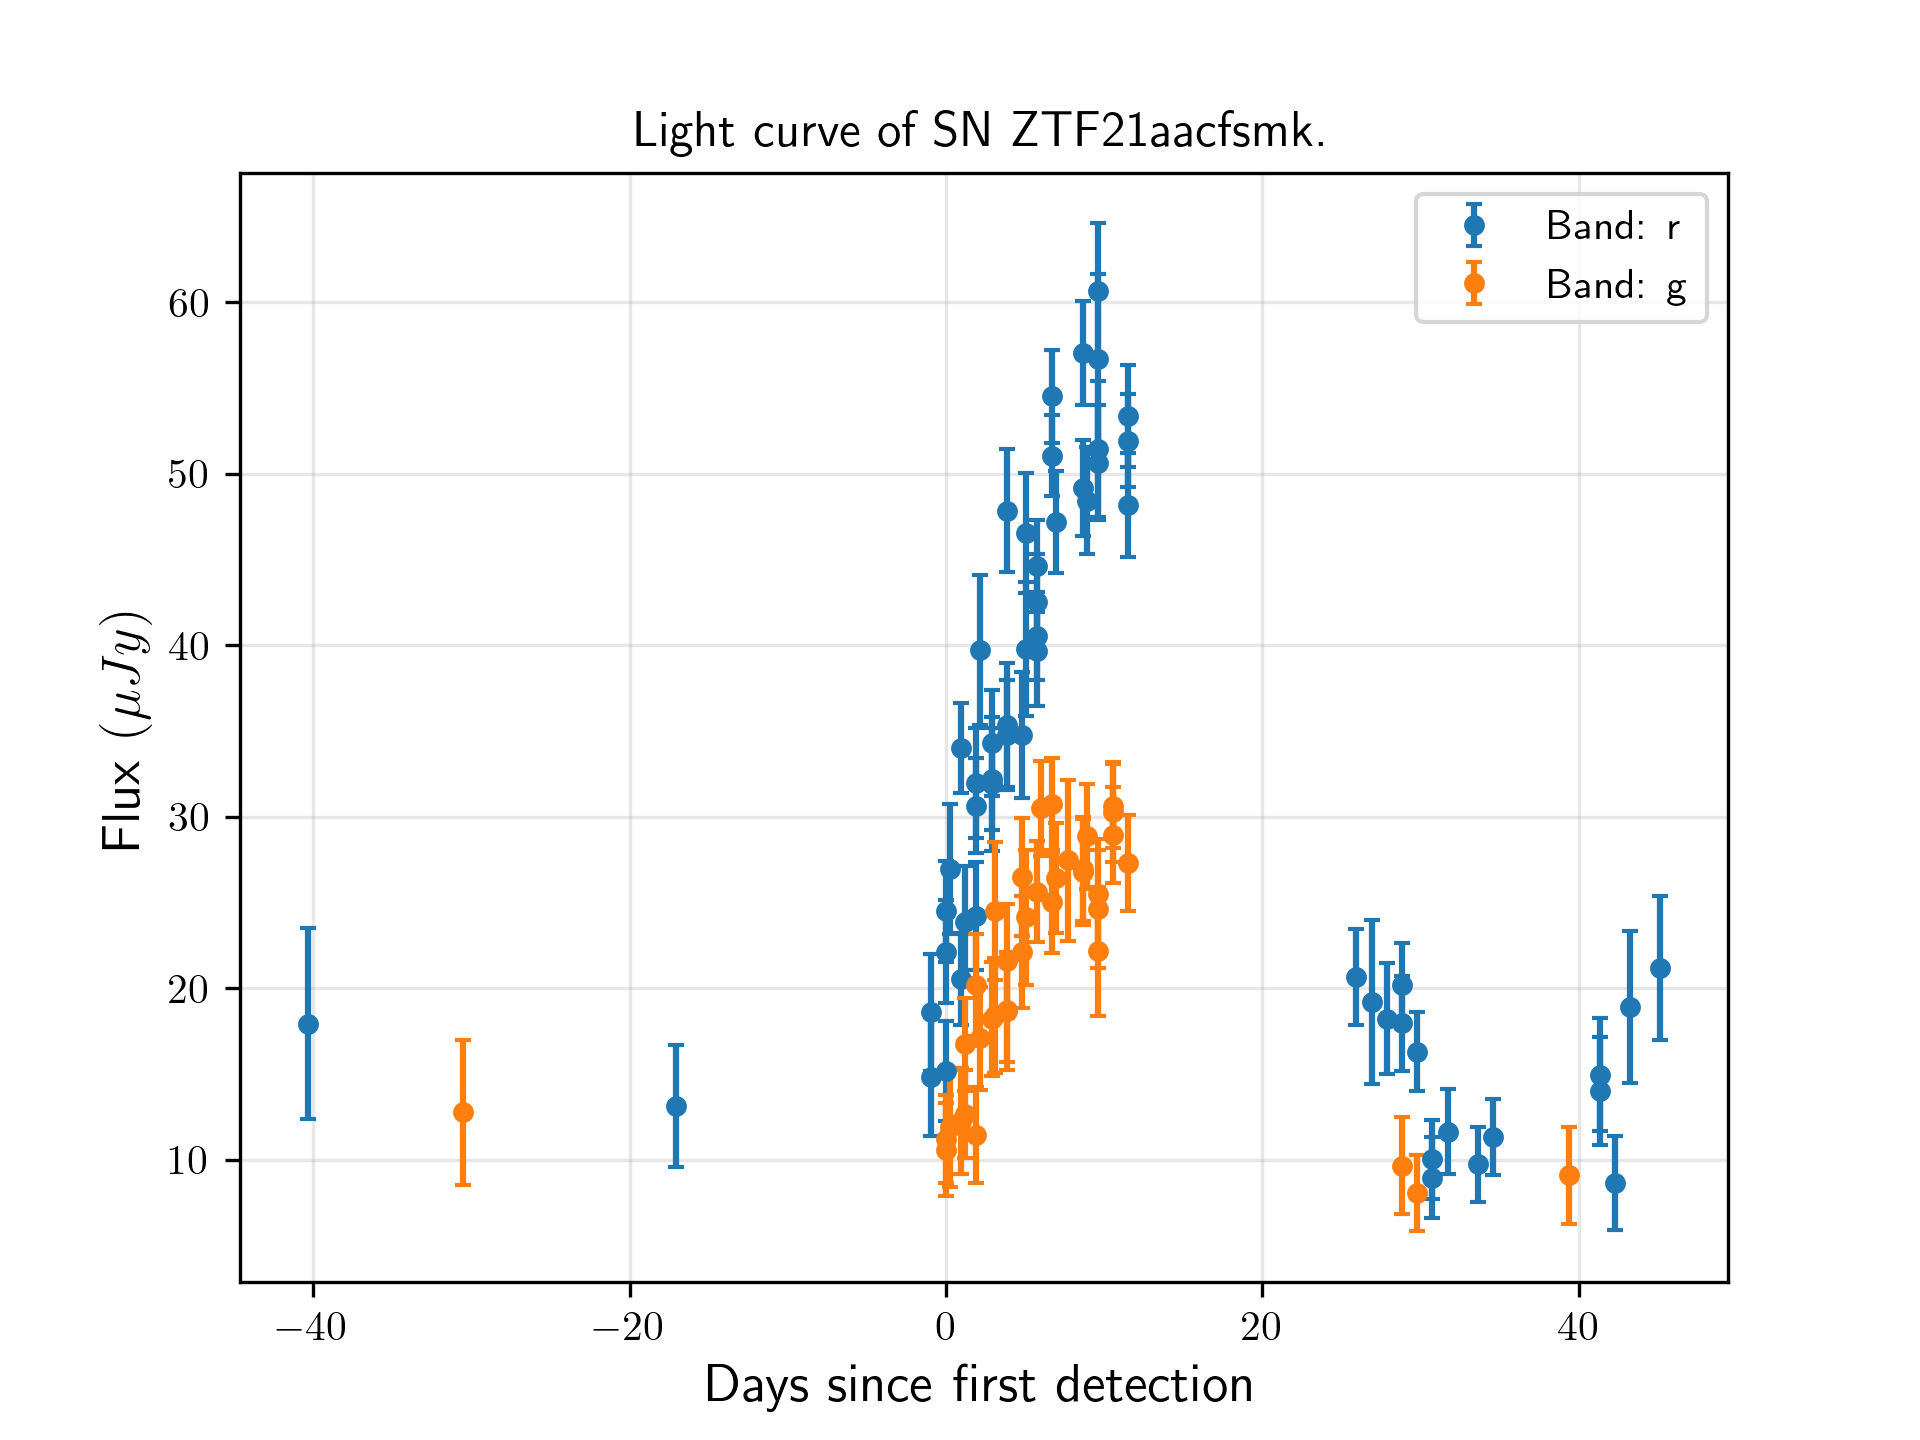 Light curve of SN ZTF21aacfsmk.
Band: r
Band: g
Flux (μJy)
60
50
40
30
20
10
−40 −20 0 20 40
Days since first detection